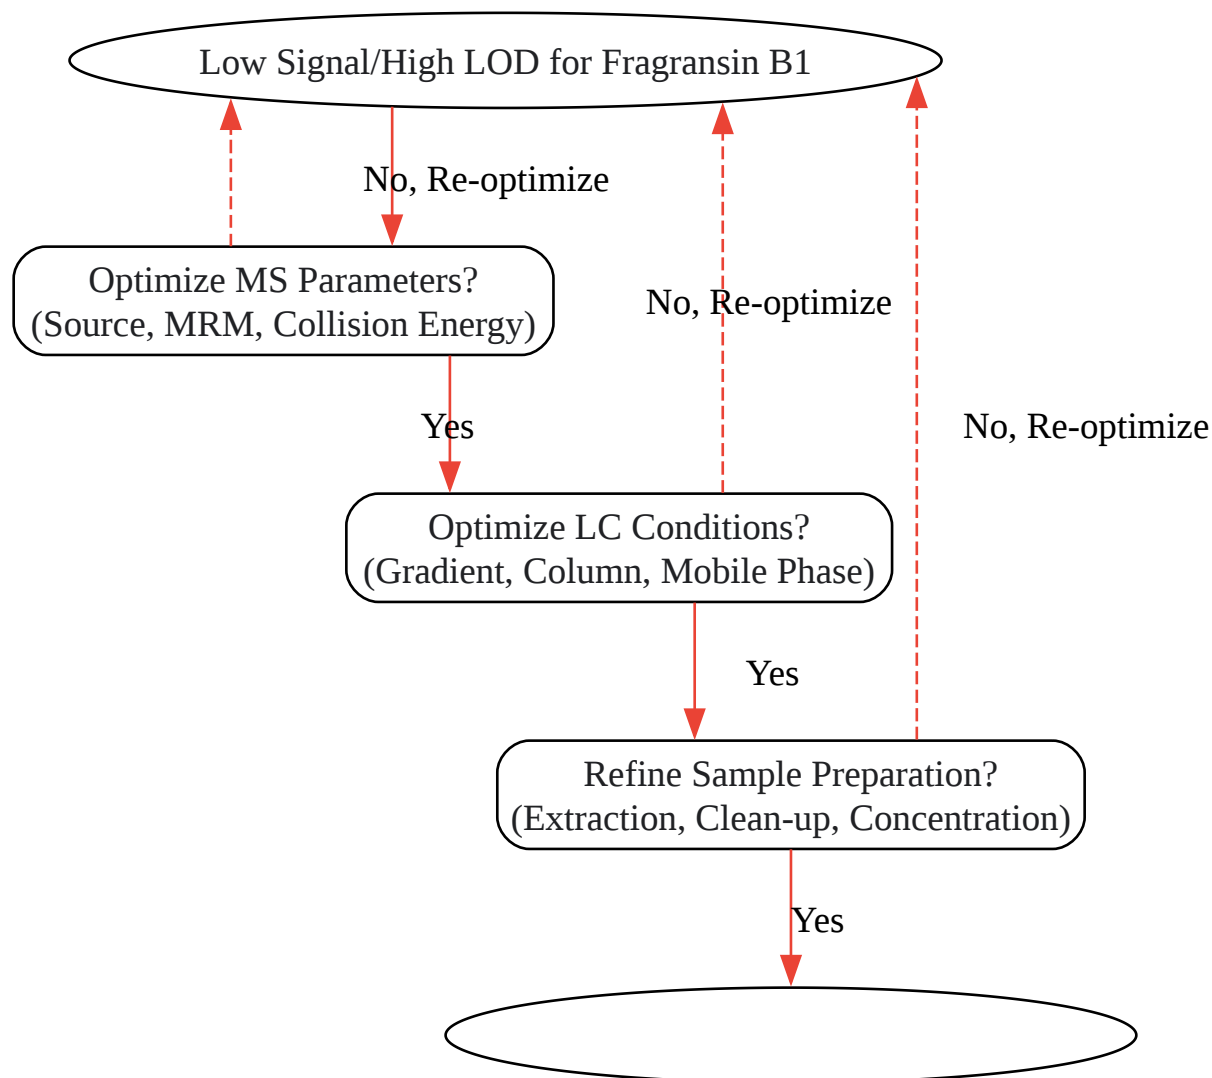 Low Signal/High LOD for Fragransin B1
No, Re-optimize
Optimize MS Parameters?
(Source, MRM, Collision Energy)
No, Re-optimize
Yes
No, Re-optimize
Optimize LC Conditions?
(Gradient, Column, Mobile Phase)
Yes
Refine Sample Preparation?
(Extraction, Clean-up, Concentration)
Yes